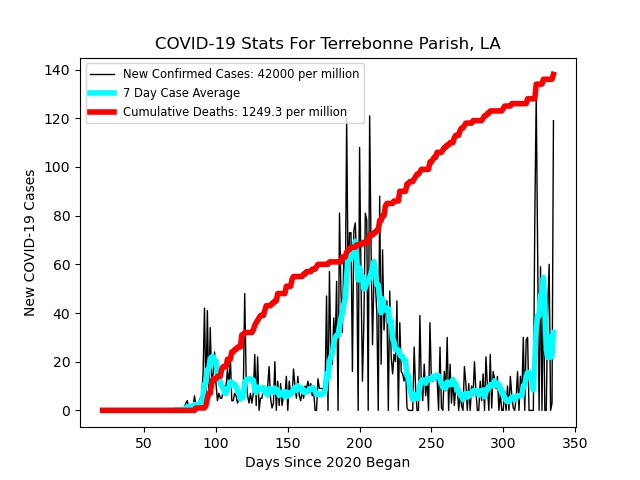 COVID-19 Stats For Terrebonne Parish, LA
New Confirmed Cases: 42000 per million
7 Day Case Average
Cumulative Deaths: 1249.3 per million
New COVID-19 Cases
140
120
100
80
60
40
20
0
50
100
150
200
250
300
350
Days Since 2020 Began